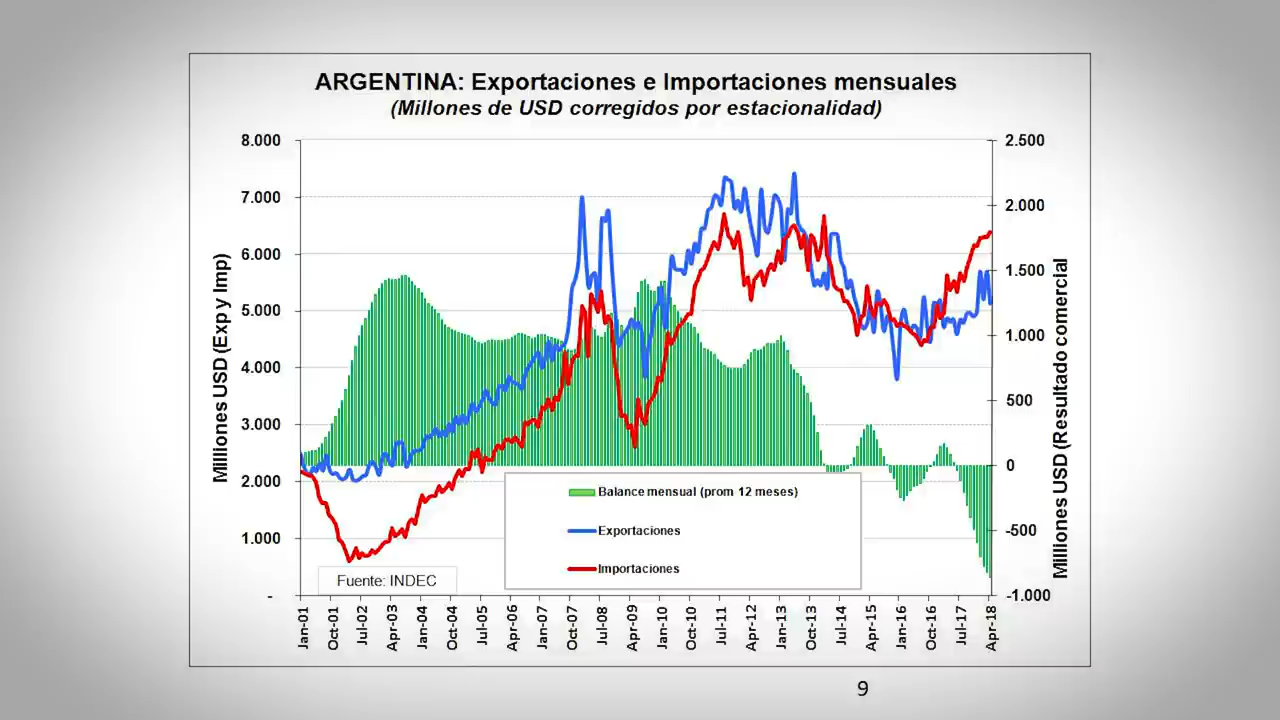 ARGENTINA: Exportaciones e Importaciones mensuales
(Millones de USD corregidos por estacionalidad)
8.000
7.000
6.000
5.000
4.000
3.000
2.000
1.000
-
Milliones USD (Exp y Imp)
2.500
2.000
1.500
1.000
500
0
-500
-1.000
Milliones USD (Resultado comercial
Balance mensual (prom 12 meses)
Exportaciones
Importaciones
Fuente: INDEC
Jan-01
Oct-01
Jul-02
Apr-03
Jan-04
Oct-04
Jul-05
Apr-06
Jan-07
Oct-07
Jul-08
Apr-09
Jan-10
Oct-10
Jul-11
Apr-12
Jan-13
Oct-13
Jul-14
Apr-15
Jan-16
Oct-16
Jul-17
Apr-18
9